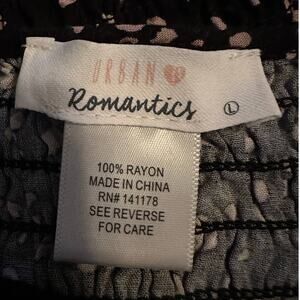 URBAN
Romantics
L
100% RAYON
MADE IN CHINA
RN# 141178
SEE REVERSE
FOR CARE